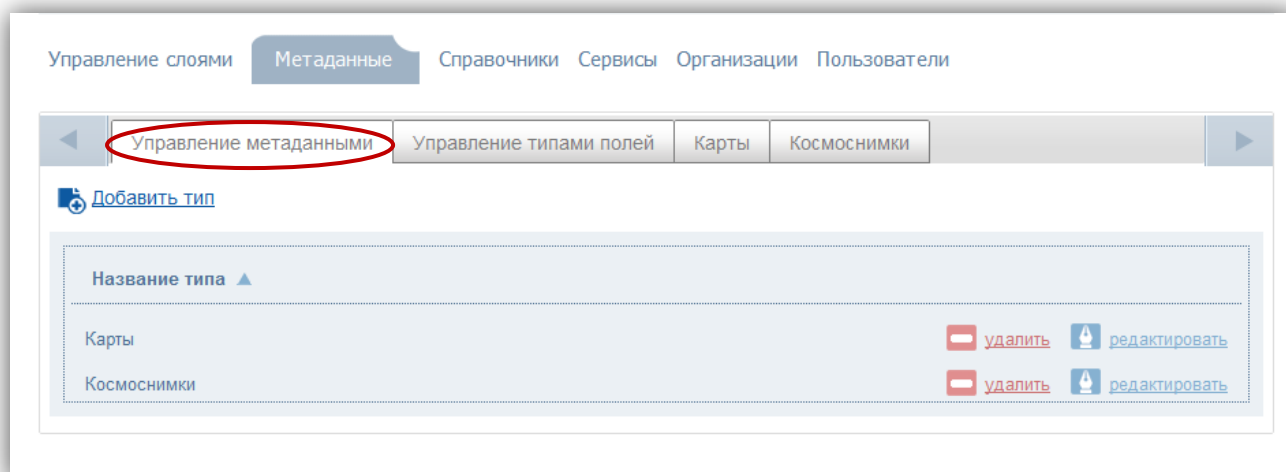 Управление слоями Метаданные Справочники Сервисы Организации Пользователи
Управление метаданными Управление типами полей Карты Космоснимки
Добавить тип
Название типа
Карты удалить редактировать
Космоснимки удалить редактировать